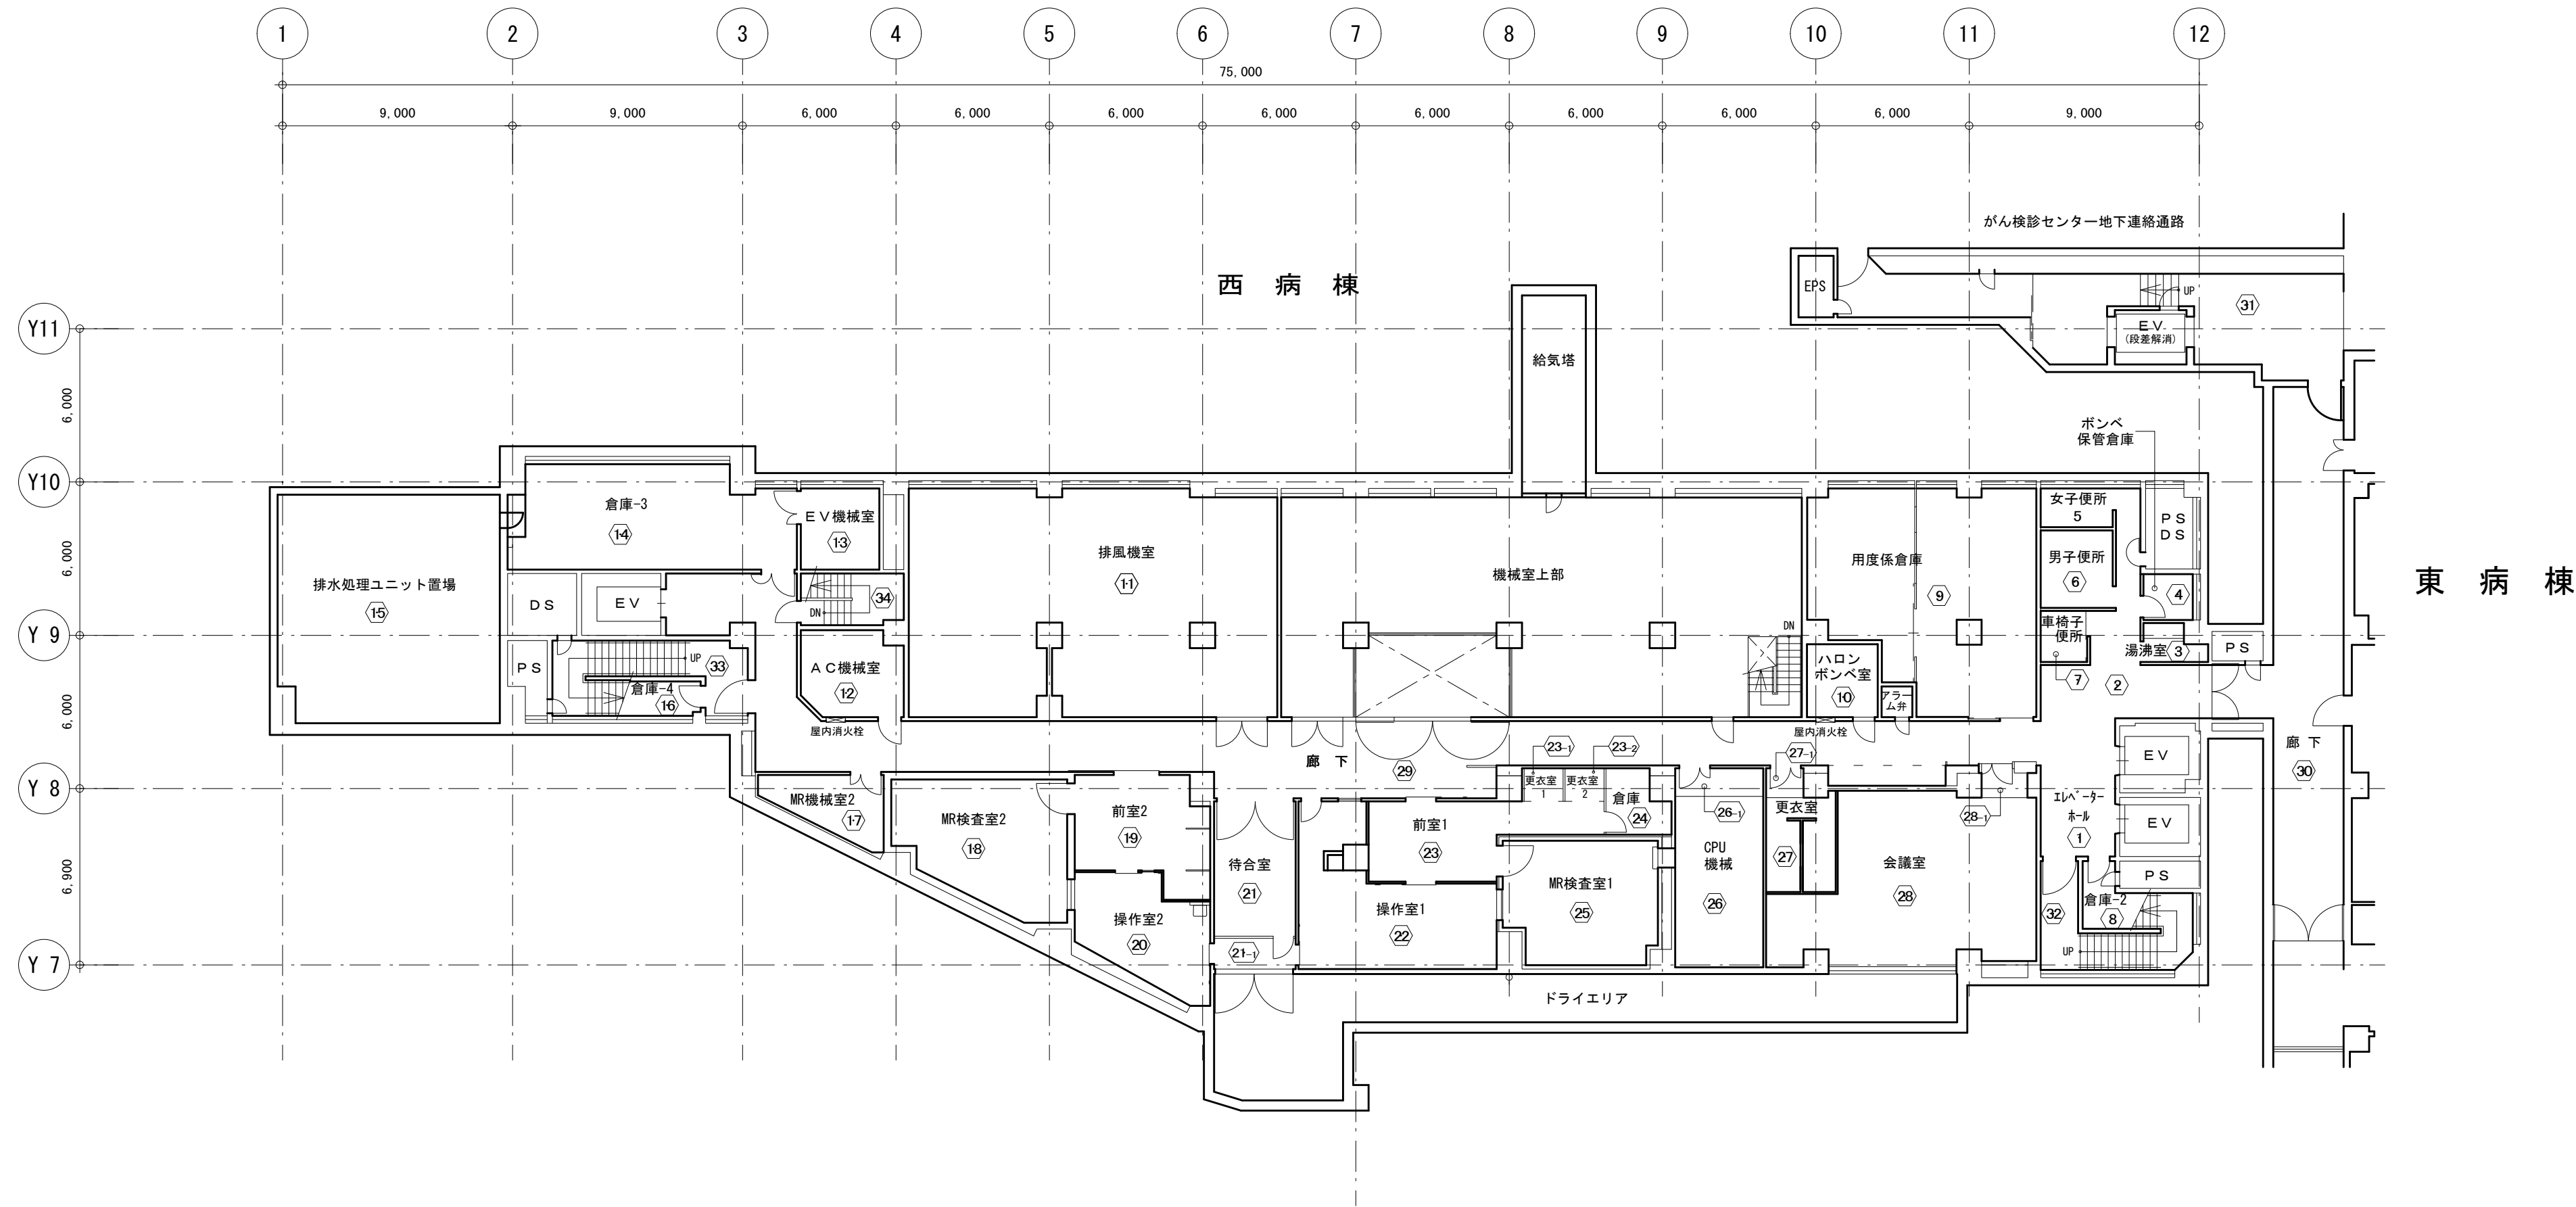 1 2 3 4 5 6 7 8 9 10 11 12
75,000
9,000 9,000 6,000 6,000 6,000 6,000 6,000 6,000 6,000 6,000 9,000
がん検診センター地下連絡通路
西 病 棟
EPS
UP
31
EV
(段差解消)
Y11
給気塔
6,000
ボンベ
保管倉庫
Y10
倉庫-3
14
EV機械室
13
排風機室
11
機械室上部
用度係倉庫
9
女子便所
5
男子便所
6
PS
DS
4
東 病 棟
排水処理ユニット置場
15
6,000
DS
EV
34
DN
Y 9
DN
車椅子
便所
7
湯沸室
3
PS
2
PS
UP
33
倉庫-4
16
AC機械室
12
ハロン
ボンベ室
10
アラー
ム弁
6,000
屋内消火栓
屋内消火栓
廊 下
29
23-1
23-2
27-1
EV
廊 下
30
Y 8
MR機械室2
17
MR検査室2
18
前室2
19
更衣室
1
更衣室
2
倉庫
24
26-1
更衣室
27
28-1
エレベーター
ホール
1
EV
前室1
23
待合室
21
CPU
機械
26
会議室
28
PS
6,900
MR検査室1
25
操作室2
20
操作室1
22
倉庫-2
8
32
21-1
UP
Y 7
ドライエリア